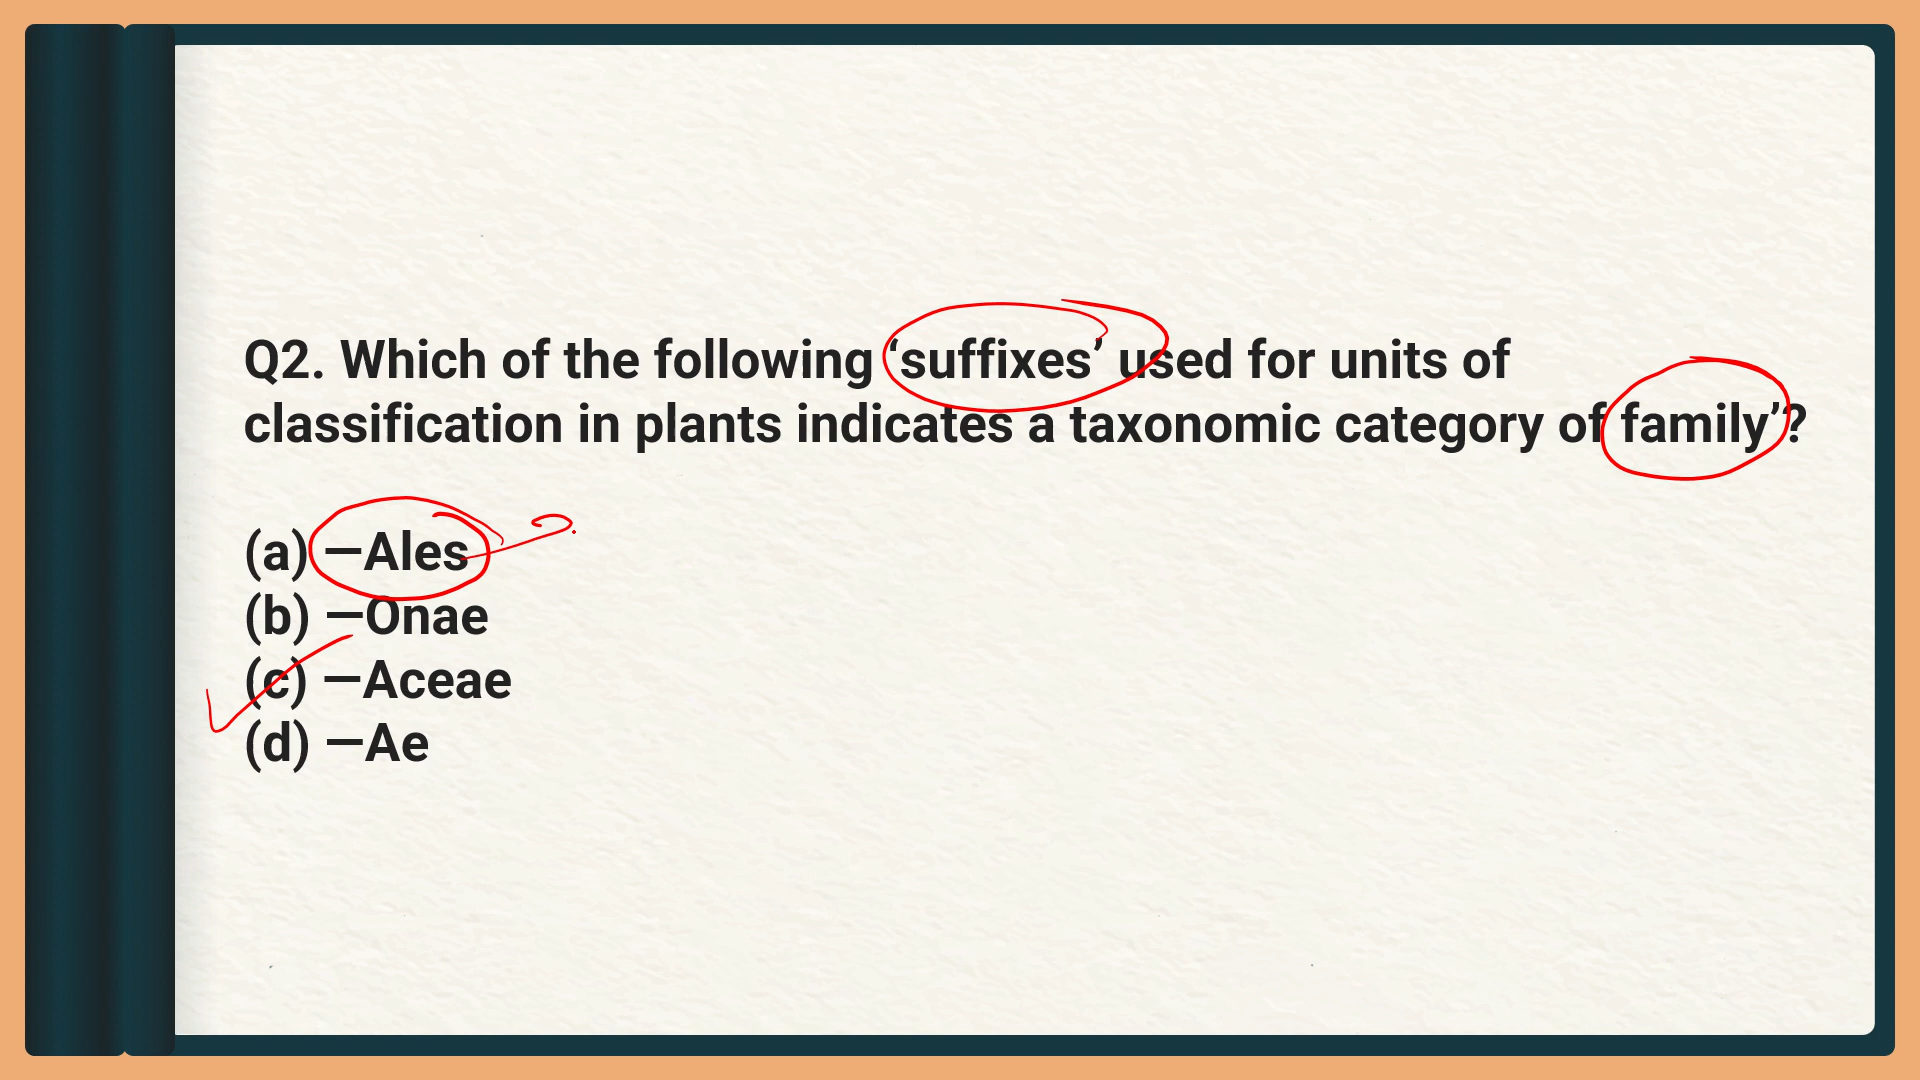 Q2. Which of the following ‘suffixes’ used for units of
classification in plants indicates a taxonomic category of family’?
(a) —Ales
(b) —Onae
(c) —Aceae
(d) —Ae